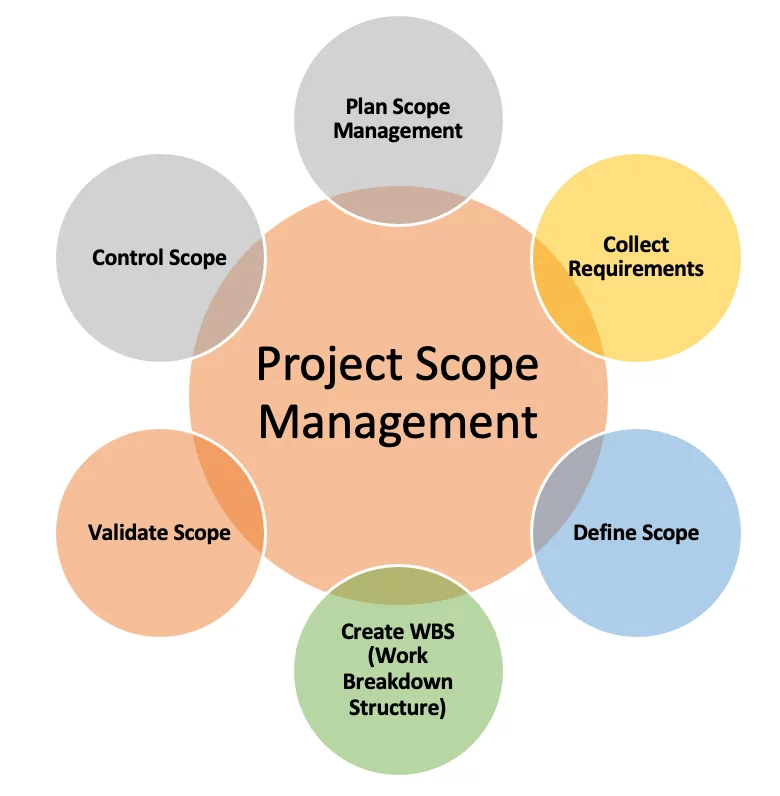 Plan Scope
Management
Control Scope
Collect
Requirements
Project Scope
Management
Validate Scope
Define Scope
Create WBS
(Work
Breakdown
Structure)